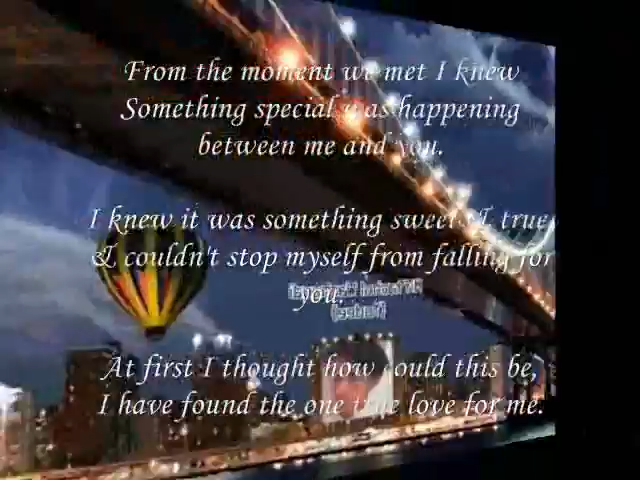 From the moment we met I knew
Something special was happening
between me and you.
I knew it was something sweet & true
& couldn't stop myself from falling for
you.
At first I thought how could this be,
I have found the one true love for me.